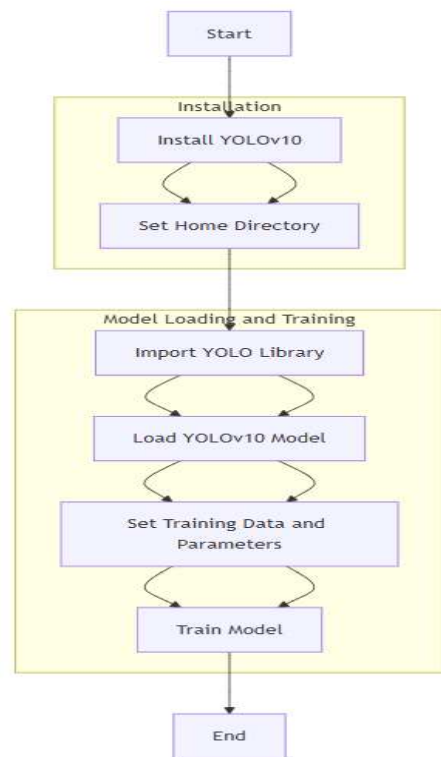 Start
Installation
Install YOLOv10
Set Home Directory
Model Loading and Training
Import YOLO Library
Load YOLOv10 Model
Set Training Data and
Parameters
Train Model
End